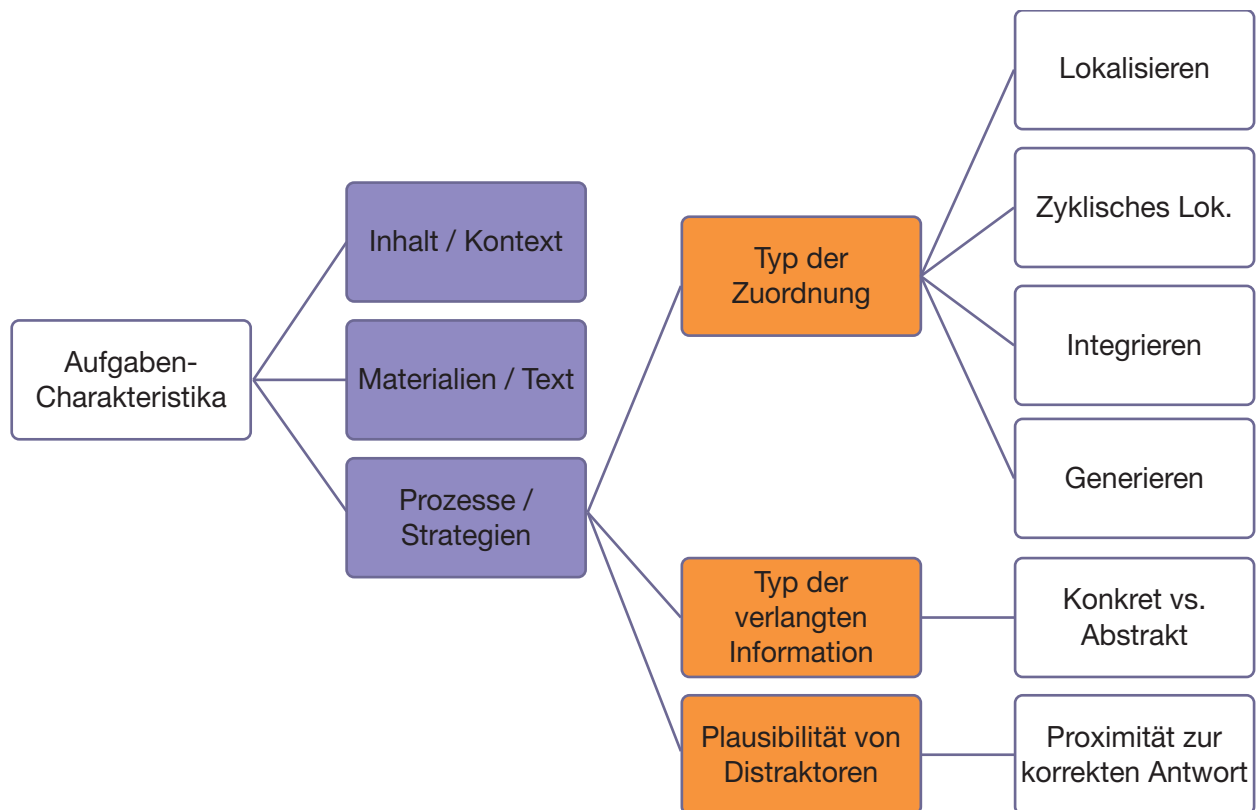 Aufgaben-
Charakteristika
Inhalt / Kontext
Materialien / Text
Prozesse /
Strategien
Typ der
Zuordnung
Typ der
verlangten
Information
Plausibilität von
Distraktoren
Lokalisieren
Zyklisches Lok.
Integrieren
Generieren
Konkret vs.
Abstrakt
Proximität zur
korrekten Antwort